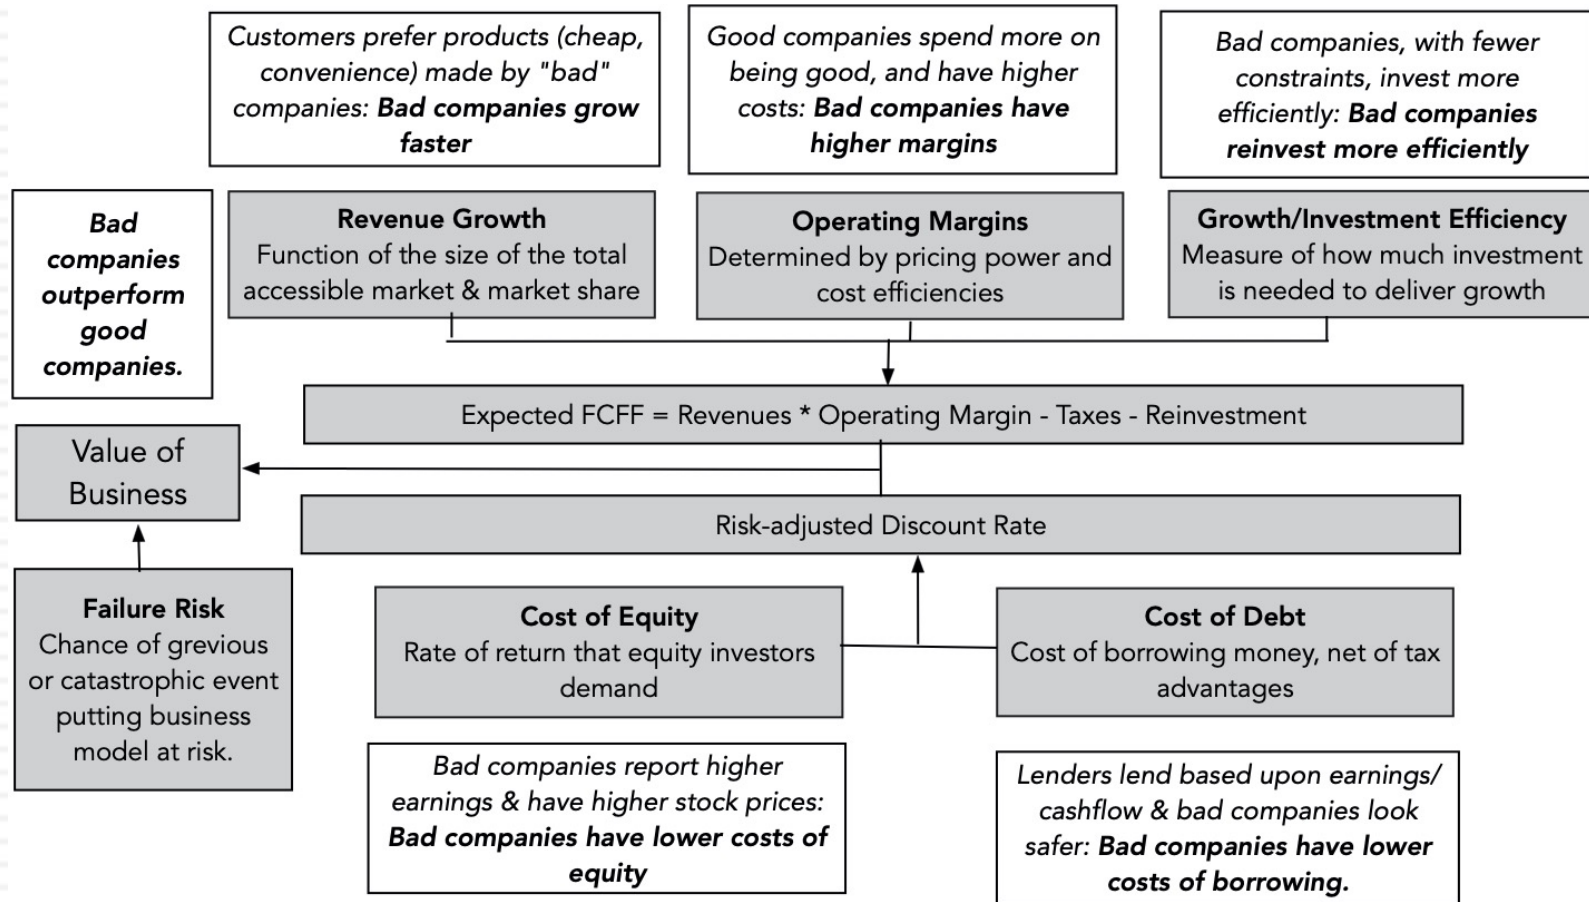 Customers prefer products (cheap,
convenience) made by "bad"
companies: Bad companies grow
faster
Good companies spend more on
being good, and have higher
costs: Bad companies have
higher margins
Bad companies, with fewer
constraints, invest more
efficiently: Bad companies
reinvest more efficiently
Bad
companies
outperform
good
companies.
Revenue Growth
Function of the size of the total
accessible market & market share
Operating Margins
Determined by pricing power and
cost efficiencies
Growth/Investment Efficiency
Measure of how much investment
is needed to deliver growth
Expected FCFF = Revenues * Operating Margin - Taxes - Reinvestment
Value of
Business
Risk-adjusted Discount Rate
Failure Risk
Chance of grevious
or catastrophic event
putting business
model at risk.
Cost of Equity
Rate of return that equity investors
demand
Cost of Debt
Cost of borrowing money, net of tax
advantages
Bad companies report higher
earnings & have higher stock prices:
Bad companies have lower costs of
equity
Lenders lend based upon earnings/
cashflow & bad companies look
safer: Bad companies have lower
costs of borrowing.